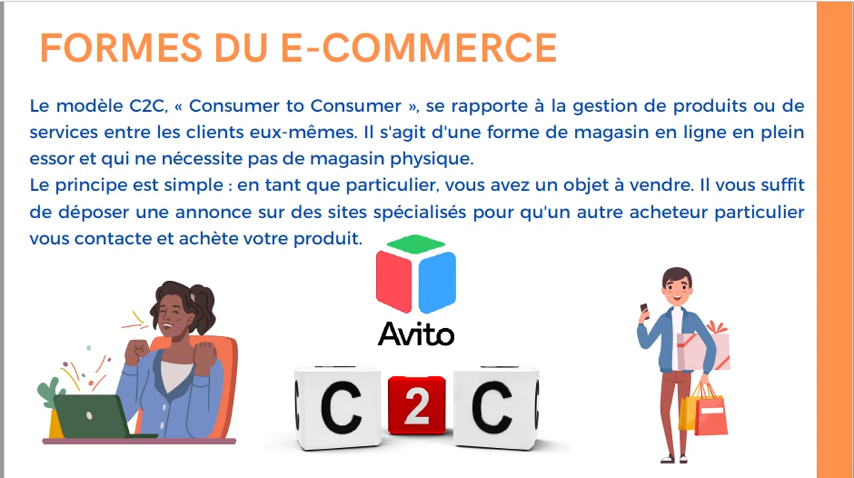 FORMES DU E-COMMERCE
Le modèle C2C, « Consumer to Consumer », se rapporte à la gestion de produits ou de
services entre les clients eux-mêmes. Il s'agit d'une forme de magasin en ligne en plein
essor et qui ne nécessite pas de magasin physique.
Le principe est simple : en tant que particulier, vous avez un objet à vendre. Il vous suffit
de déposer une annonce sur des sites spécialisés pour qu'un autre acheteur particulier
vous contacte et achète votre produit.
Avito
C 2 C